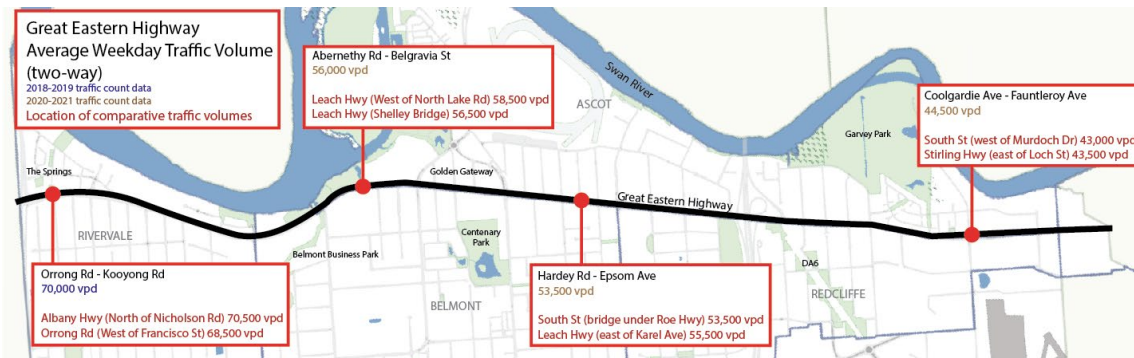 Great Eastern Highway
Average Weekday Traffic Volume
(two-way)
2018-2019 traffic count data
2020-2021 traffic count data
Location of comparative traffic volumes
Abernethy Rd - Belgravia St
56,000 vpd
Leach Hwy (West of North Lake Rd) 58,500 vpd
Leach Hwy (Shelley Bridge) 56,500 vpd
Swan River
ASCOT
Coolgardie Ave - Fauntleroy Ave
44,500 vpd
South St (west of Murdoch Dr) 43,000 vpd
Stirling Hwy (east of Loch St) 43,500 vpd
Garvey Park
The Springs
Golden Gateway
Great Eastern Highway
RIVERVALE
Belmont Business Park
Centenary
Park
Orrong Rd - Kooyong Rd
70,000 vpd
Albany Hwy (North of Nicholson Rd) 70,500 vpd
Orrong Rd (West of Francisco St) 68,500 vpd
BELMONT
Hardey Rd - Epsom Ave
53,500 vpd
South St (bridge under Roe Hwy) 53,500 vpd
Leach Hwy (east of Karel Ave) 55,500 vpd
DA6
REDCLIFFE